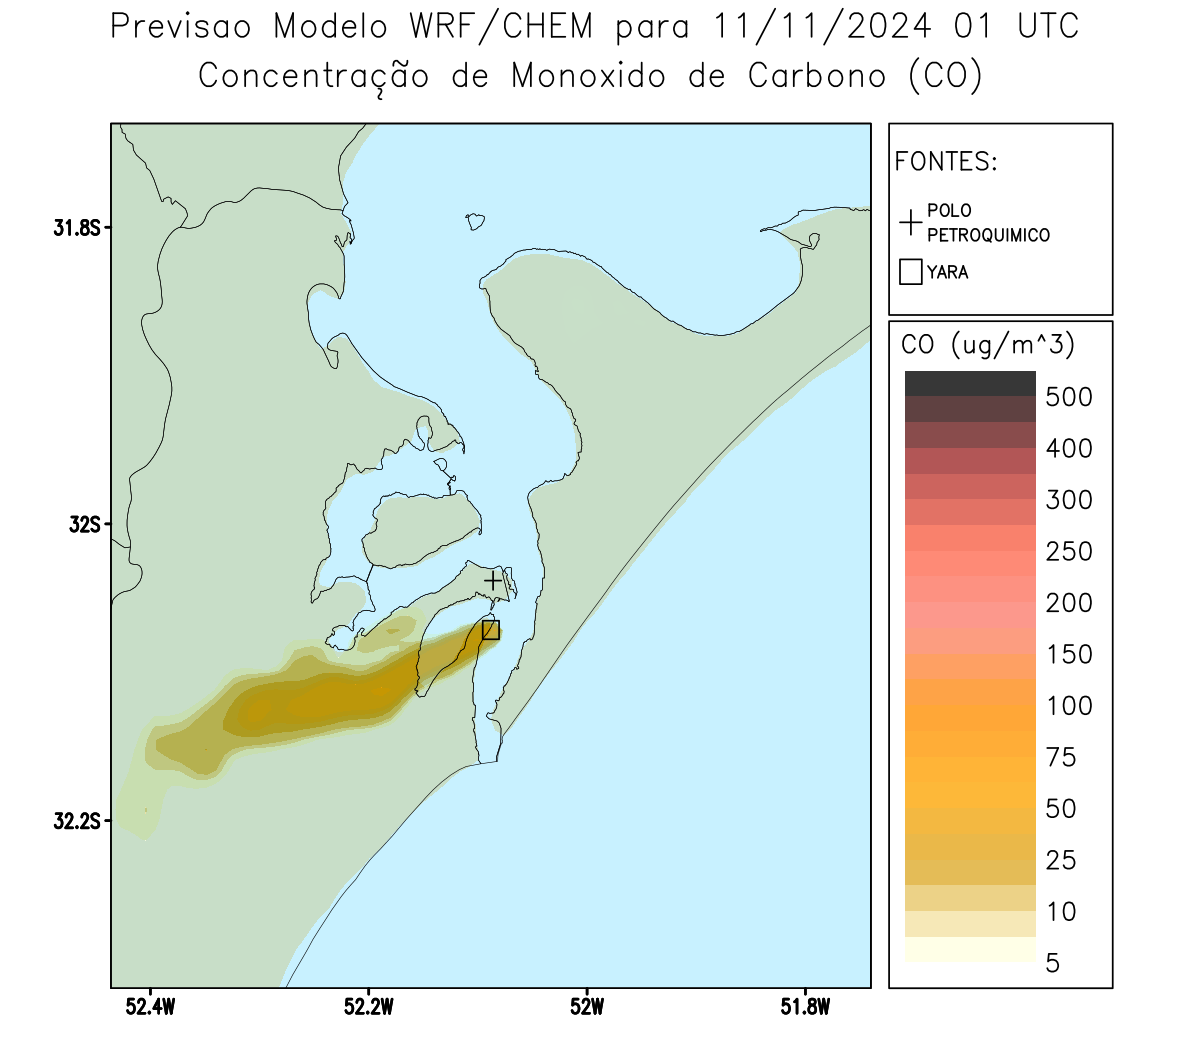 Previsao Modelo WRF/CHEM para 11/11/2024 01 UTC
Concentração de Monoxido de Carbono (CO)
FONTES:
POLO
PETROQUIMICO
YARA
CO (ug/m^3)
500
400
300
250
200
150
100
75
50
25
10
5
31.8S
32S
32.2S
52.4W
52.2W
52W
51.8W